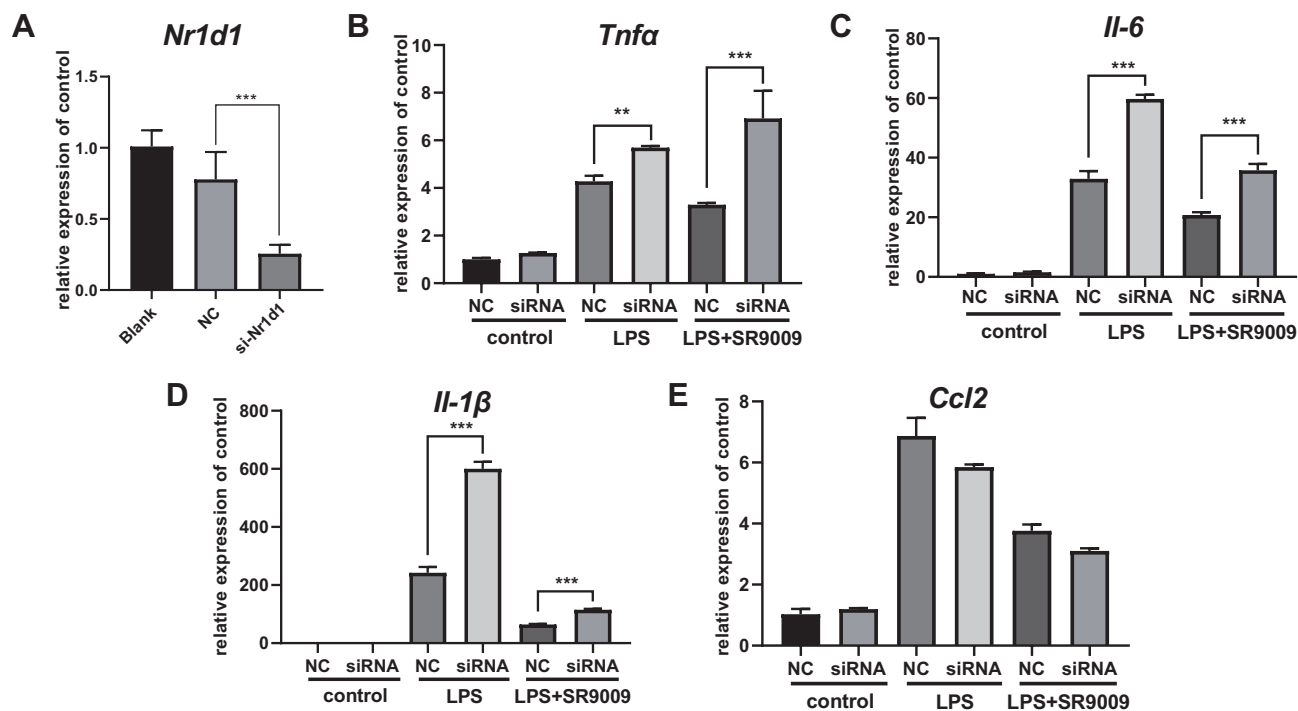 A
Nr1d1
relative expression of control
1.5
1.0
0.5
0.0
***
Blank
NC
si-Nr1d1
B
Tnfα
relative expression of control
10
8
6
4
2
0
**
***
NC siRNA NC siRNA NC siRNA
control LPS LPS+SR9009
C
Il-6
relative expression of control
80
60
40
20
0
***
***
NC siRNA NC siRNA NC siRNA
control LPS LPS+SR9009
D
Il-1β
relative expression of control
800
600
400
200
0
***
***
NC siRNA NC siRNA NC siRNA
control LPS LPS+SR9009
E
Ccl2
relative expression of control
8
6
4
2
0
NC siRNA NC siRNA NC siRNA
control LPS LPS+SR9009